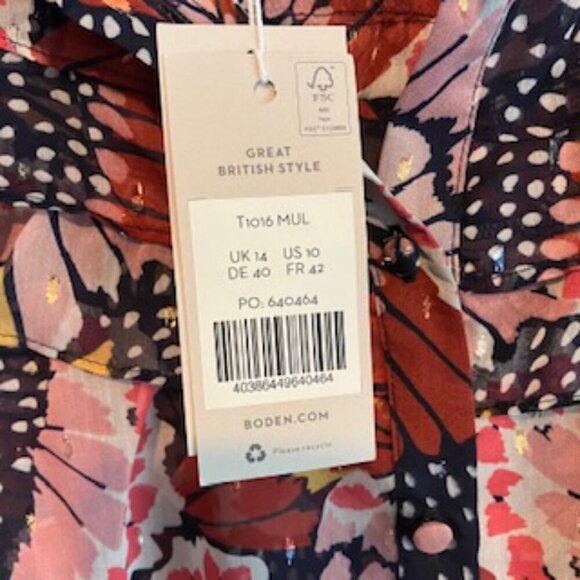 FSC
GREAT
BRITISH STYLE
T1016 MUL
UK 14 US 10
DE 40 FR 42
PO: 640464
40386449640464
BODEN.COM
Please recycle